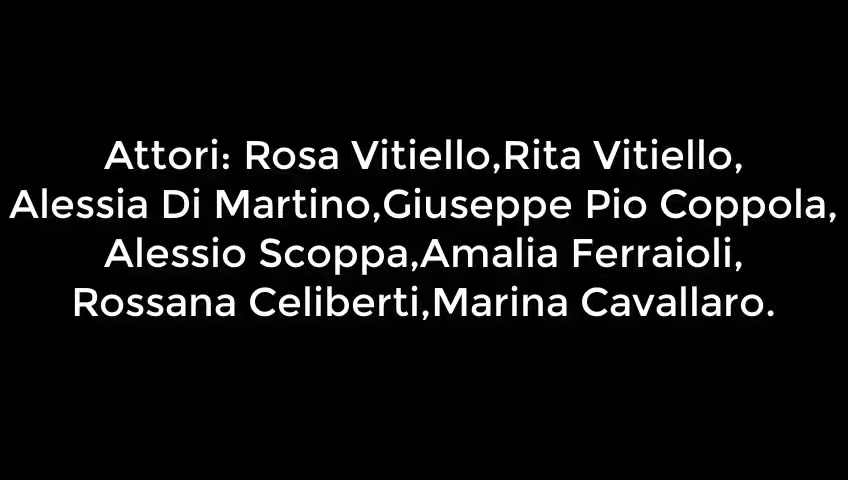 Attori: Rosa Vitiello,Rita Vitiello,
Alessia Di Martino,Giuseppe Pio Coppola,
Alessio Scoppa,Amalia Ferraioli,
Rossana Celiberti,Marina Cavallaro.